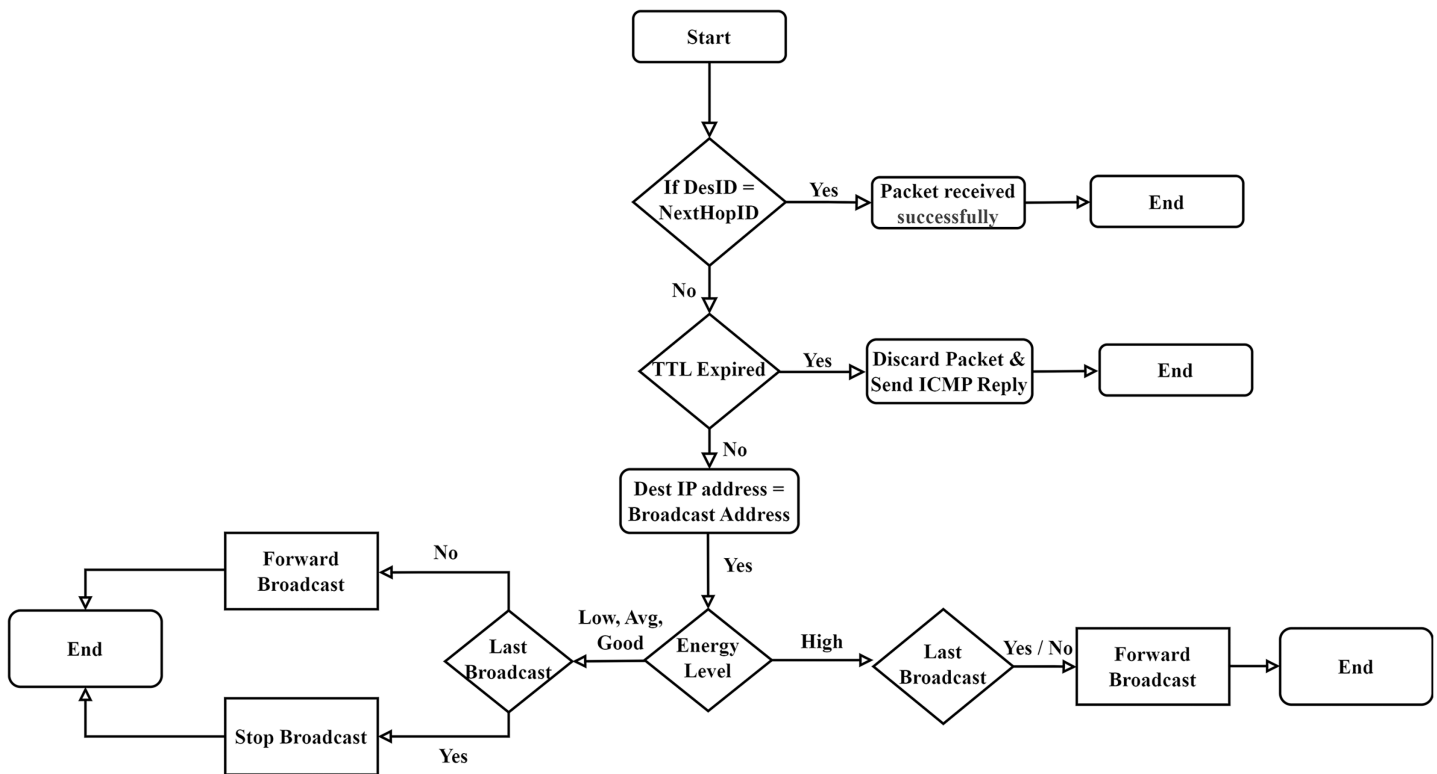 Start
If DesID =
NextHopID
Yes
Packet received
successfully
End
No
TTL Expired
Yes
Discard Packet &
Send ICMP Reply
End
No
Dest IP address =
Broadcast Address
Yes
Energy
Level
Low, Avg,
Good
Last
Broadcast
No
Forward
Broadcast
End
Yes
Stop Broadcast
High
Last
Broadcast
Yes / No
Forward
Broadcast
End